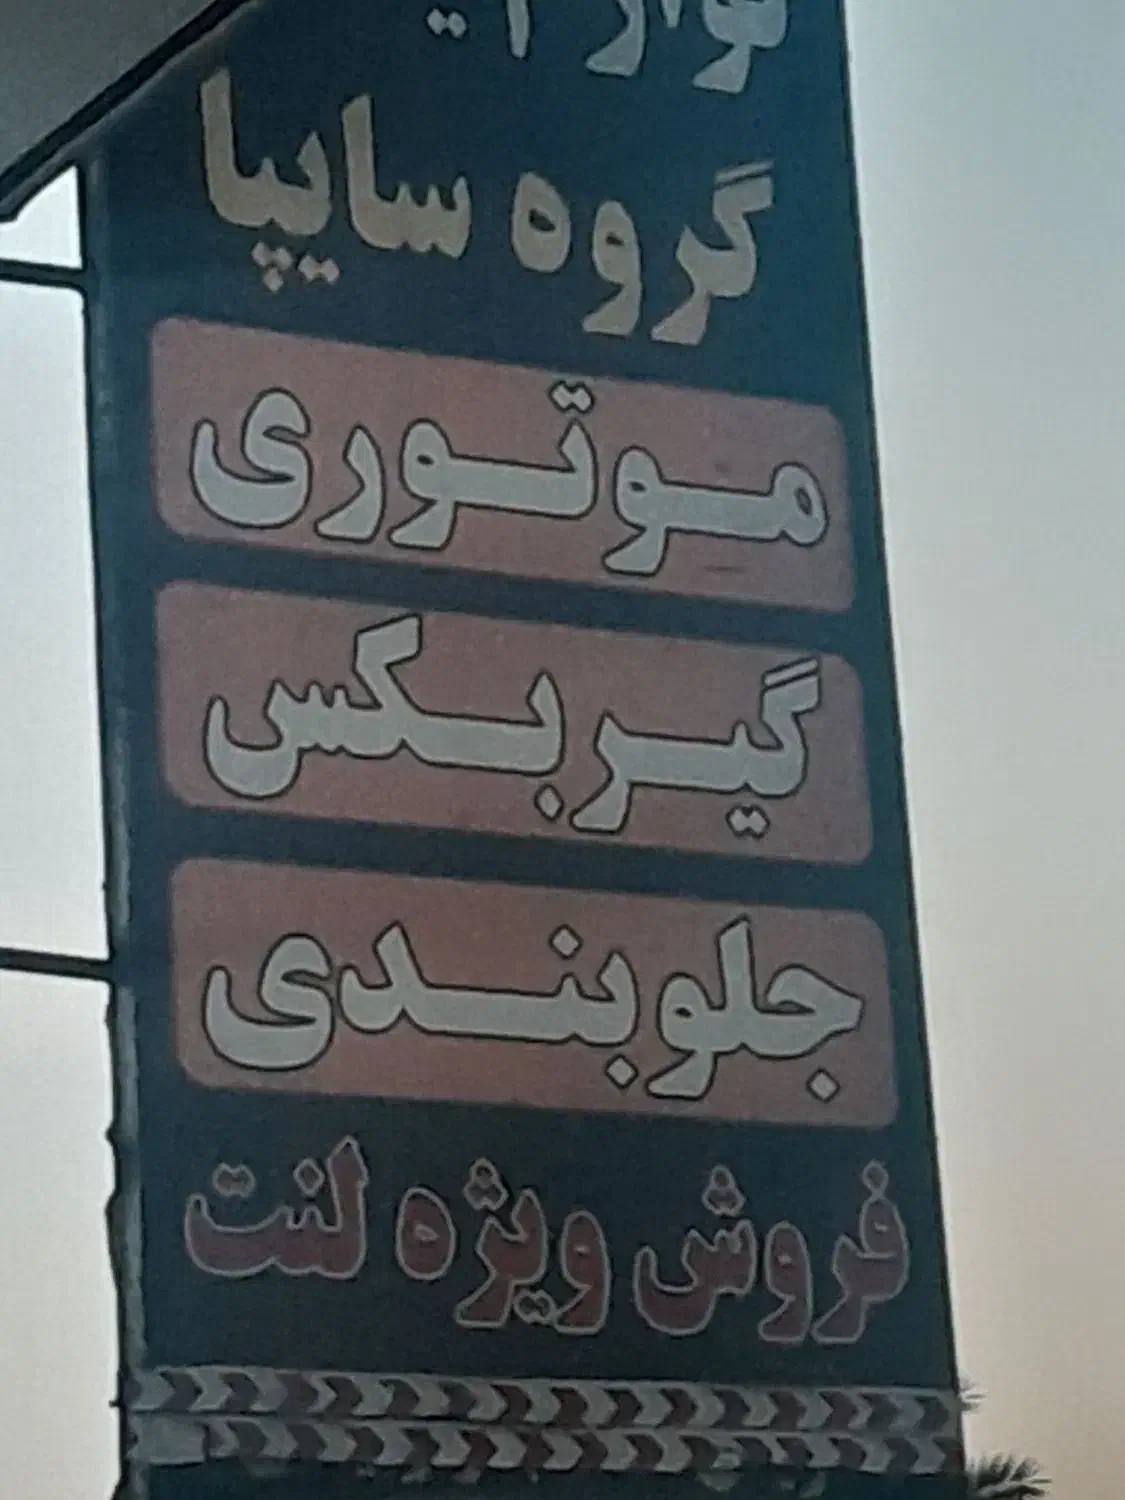 گروه سایپا
موتوری
گیربکس
جلوبندی
فروش ویژه لنت